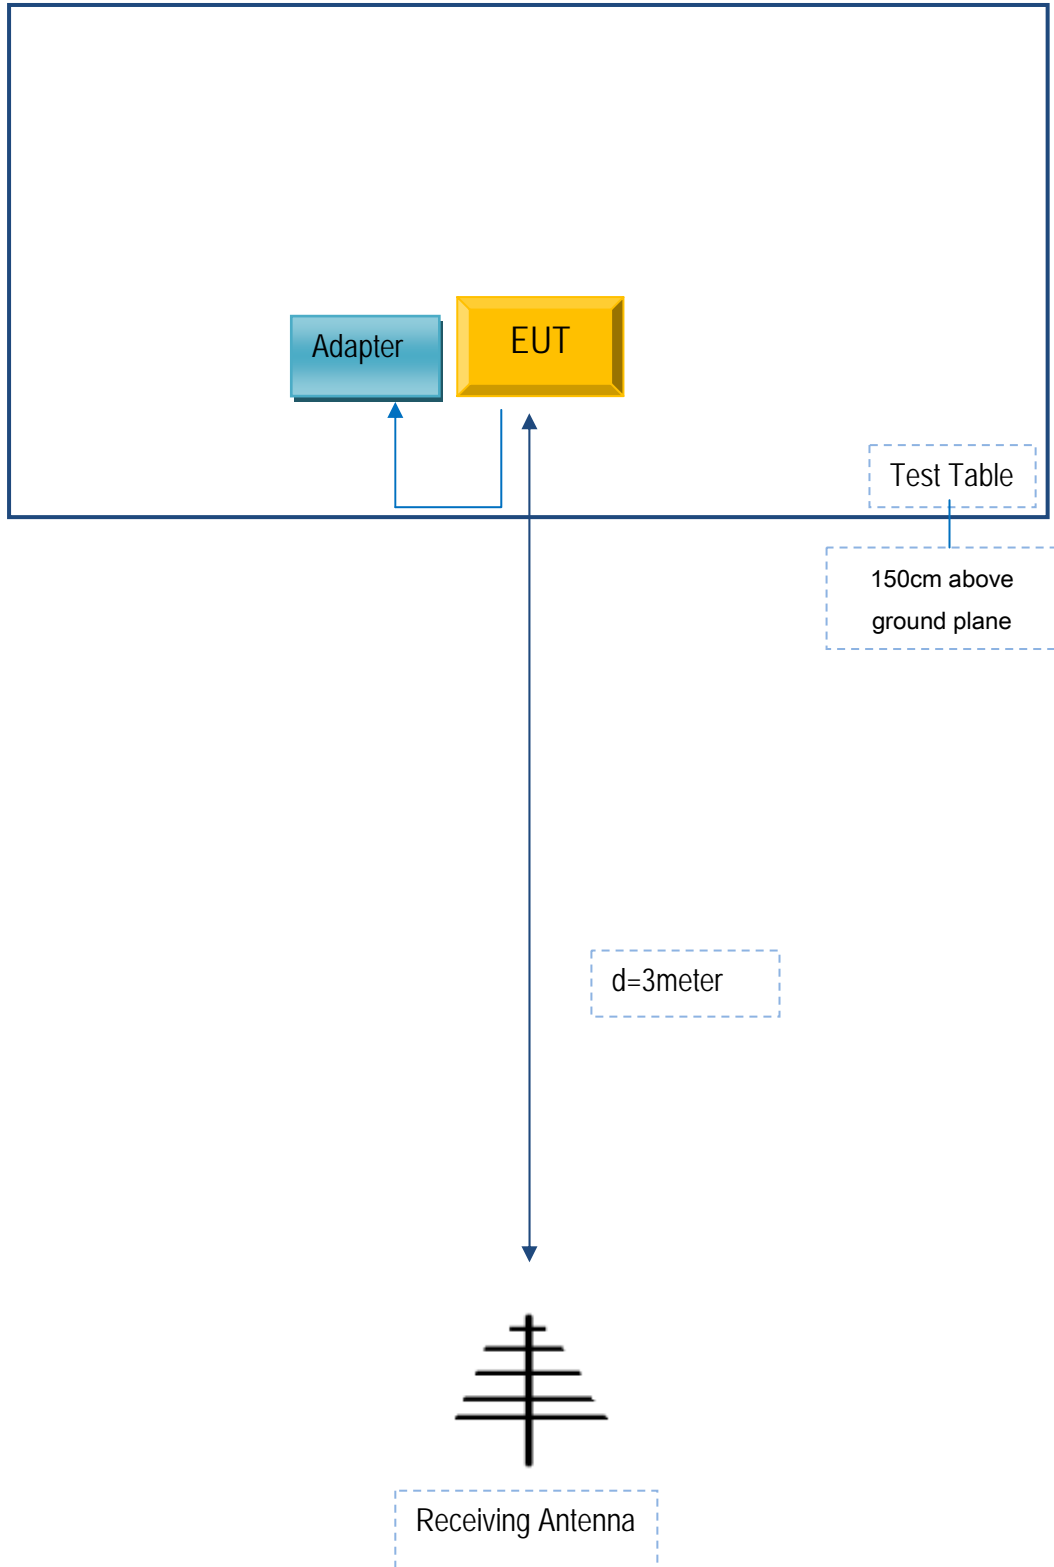 Adapter
EUT
Test Table
150cm above
ground plane
d=3meter
Receiving Antenna